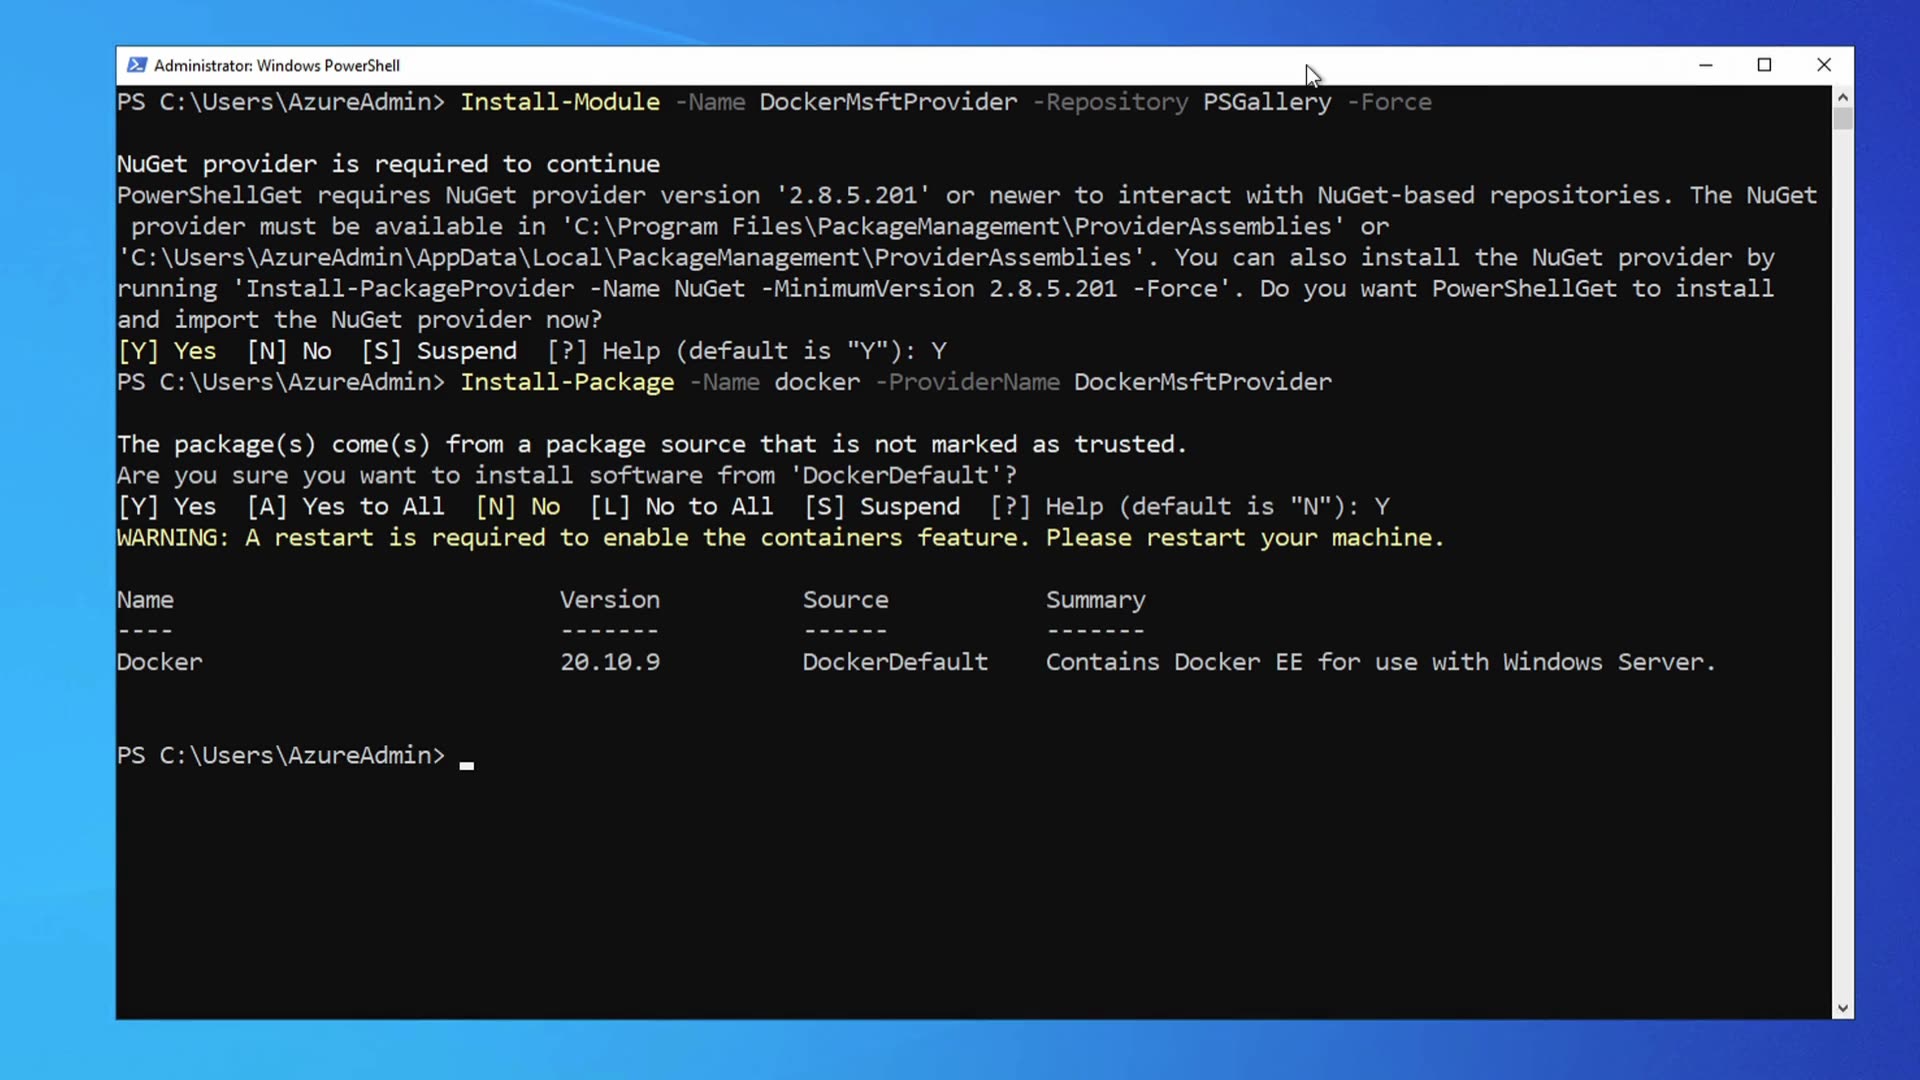 Administrator: Windows PowerShell
PS C:\Users\AzureAdmin> Install-Module -Name DockerMsftProvider -Repository PSGallery -Force
NuGet provider is required to continue
PowerShellGet requires NuGet provider version '2.8.5.201' or newer to interact with NuGet-based repositories. The NuGet
provider must be available in 'C:\Program Files\PackageManagement\ProviderAssemblies' or
'C:\Users\AzureAdmin\AppData\Local\PackageManagement\ProviderAssemblies'. You can also install the NuGet provider by
running 'Install-PackageProvider -Name NuGet -MinimumVersion 2.8.5.201 -Force'. Do you want PowerShellGet to install
and import the NuGet provider now?
[Y] Yes  [N] No  [S] Suspend  [?] Help (default is "Y"): Y
PS C:\Users\AzureAdmin> Install-Package -Name docker -ProviderName DockerMsftProvider
The package(s) come(s) from a package source that is not marked as trusted.
Are you sure you want to install software from 'DockerDefault'?
[Y] Yes  [A] Yes to All  [N] No  [L] No to All  [S] Suspend  [?] Help (default is "N"): Y
WARNING: A restart is required to enable the containers feature. Please restart your machine.
Name                           Version          Source           Summary
----                           -------          ------           -------
Docker                         20.10.9          DockerDefault    Contains Docker EE for use with Windows Server.
PS C:\Users\AzureAdmin>